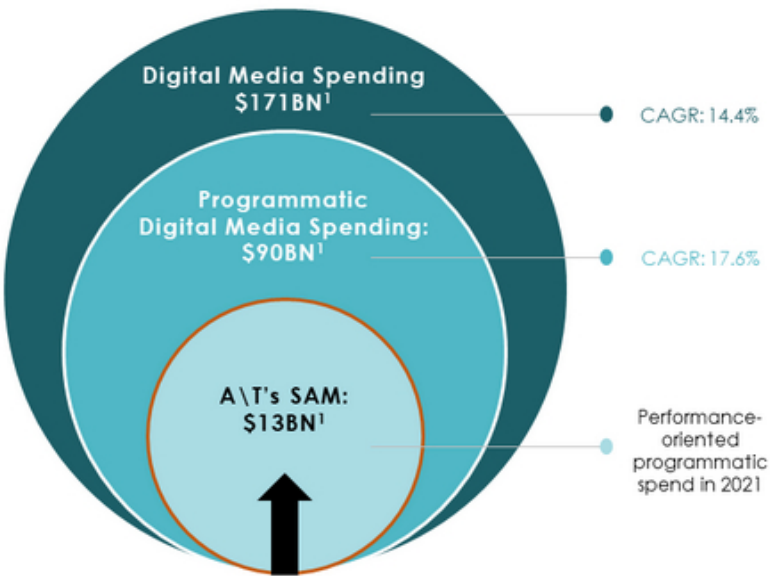 Digital Media Spending
$171BN¹
CAGR: 14.4%
Programmatic
Digital Media Spending:
$90BN¹
CAGR: 17.6%
A\T's SAM:
$13BN¹
Performance-
oriented
programmatic
spend in 2021